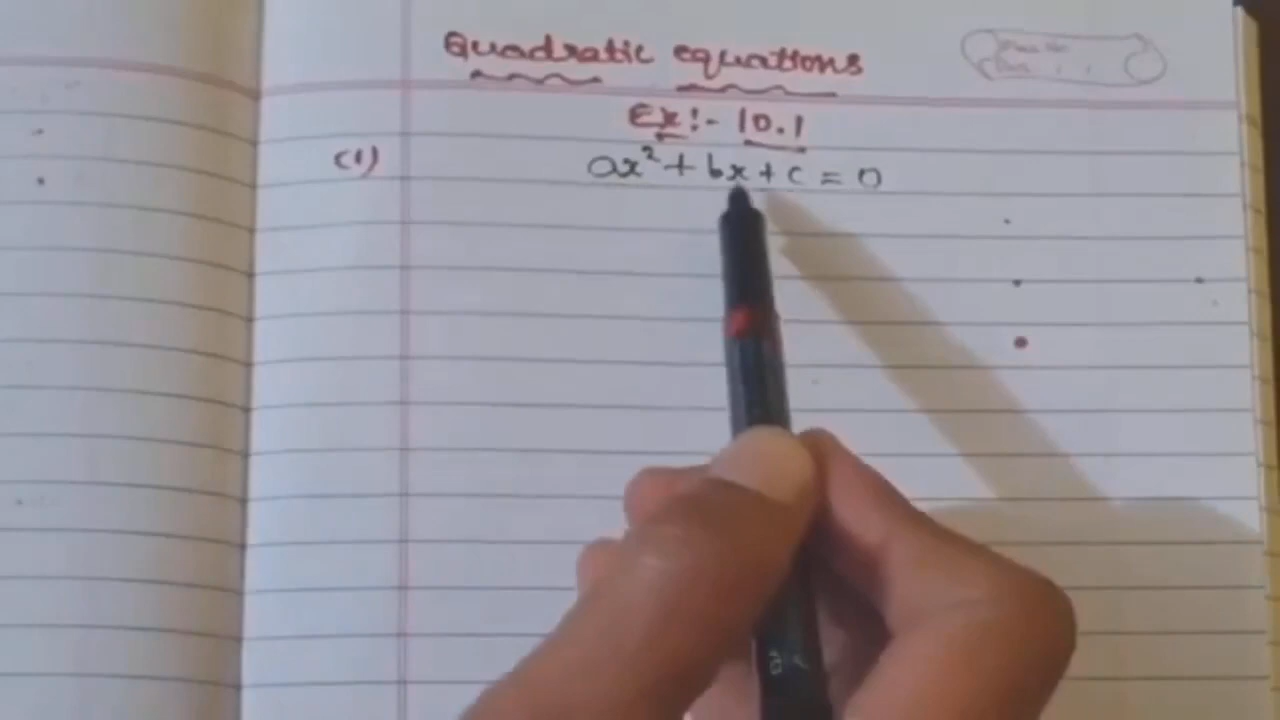 Quadratic equations
Ex:- 10.1
(1) ax² + bx + c = 0